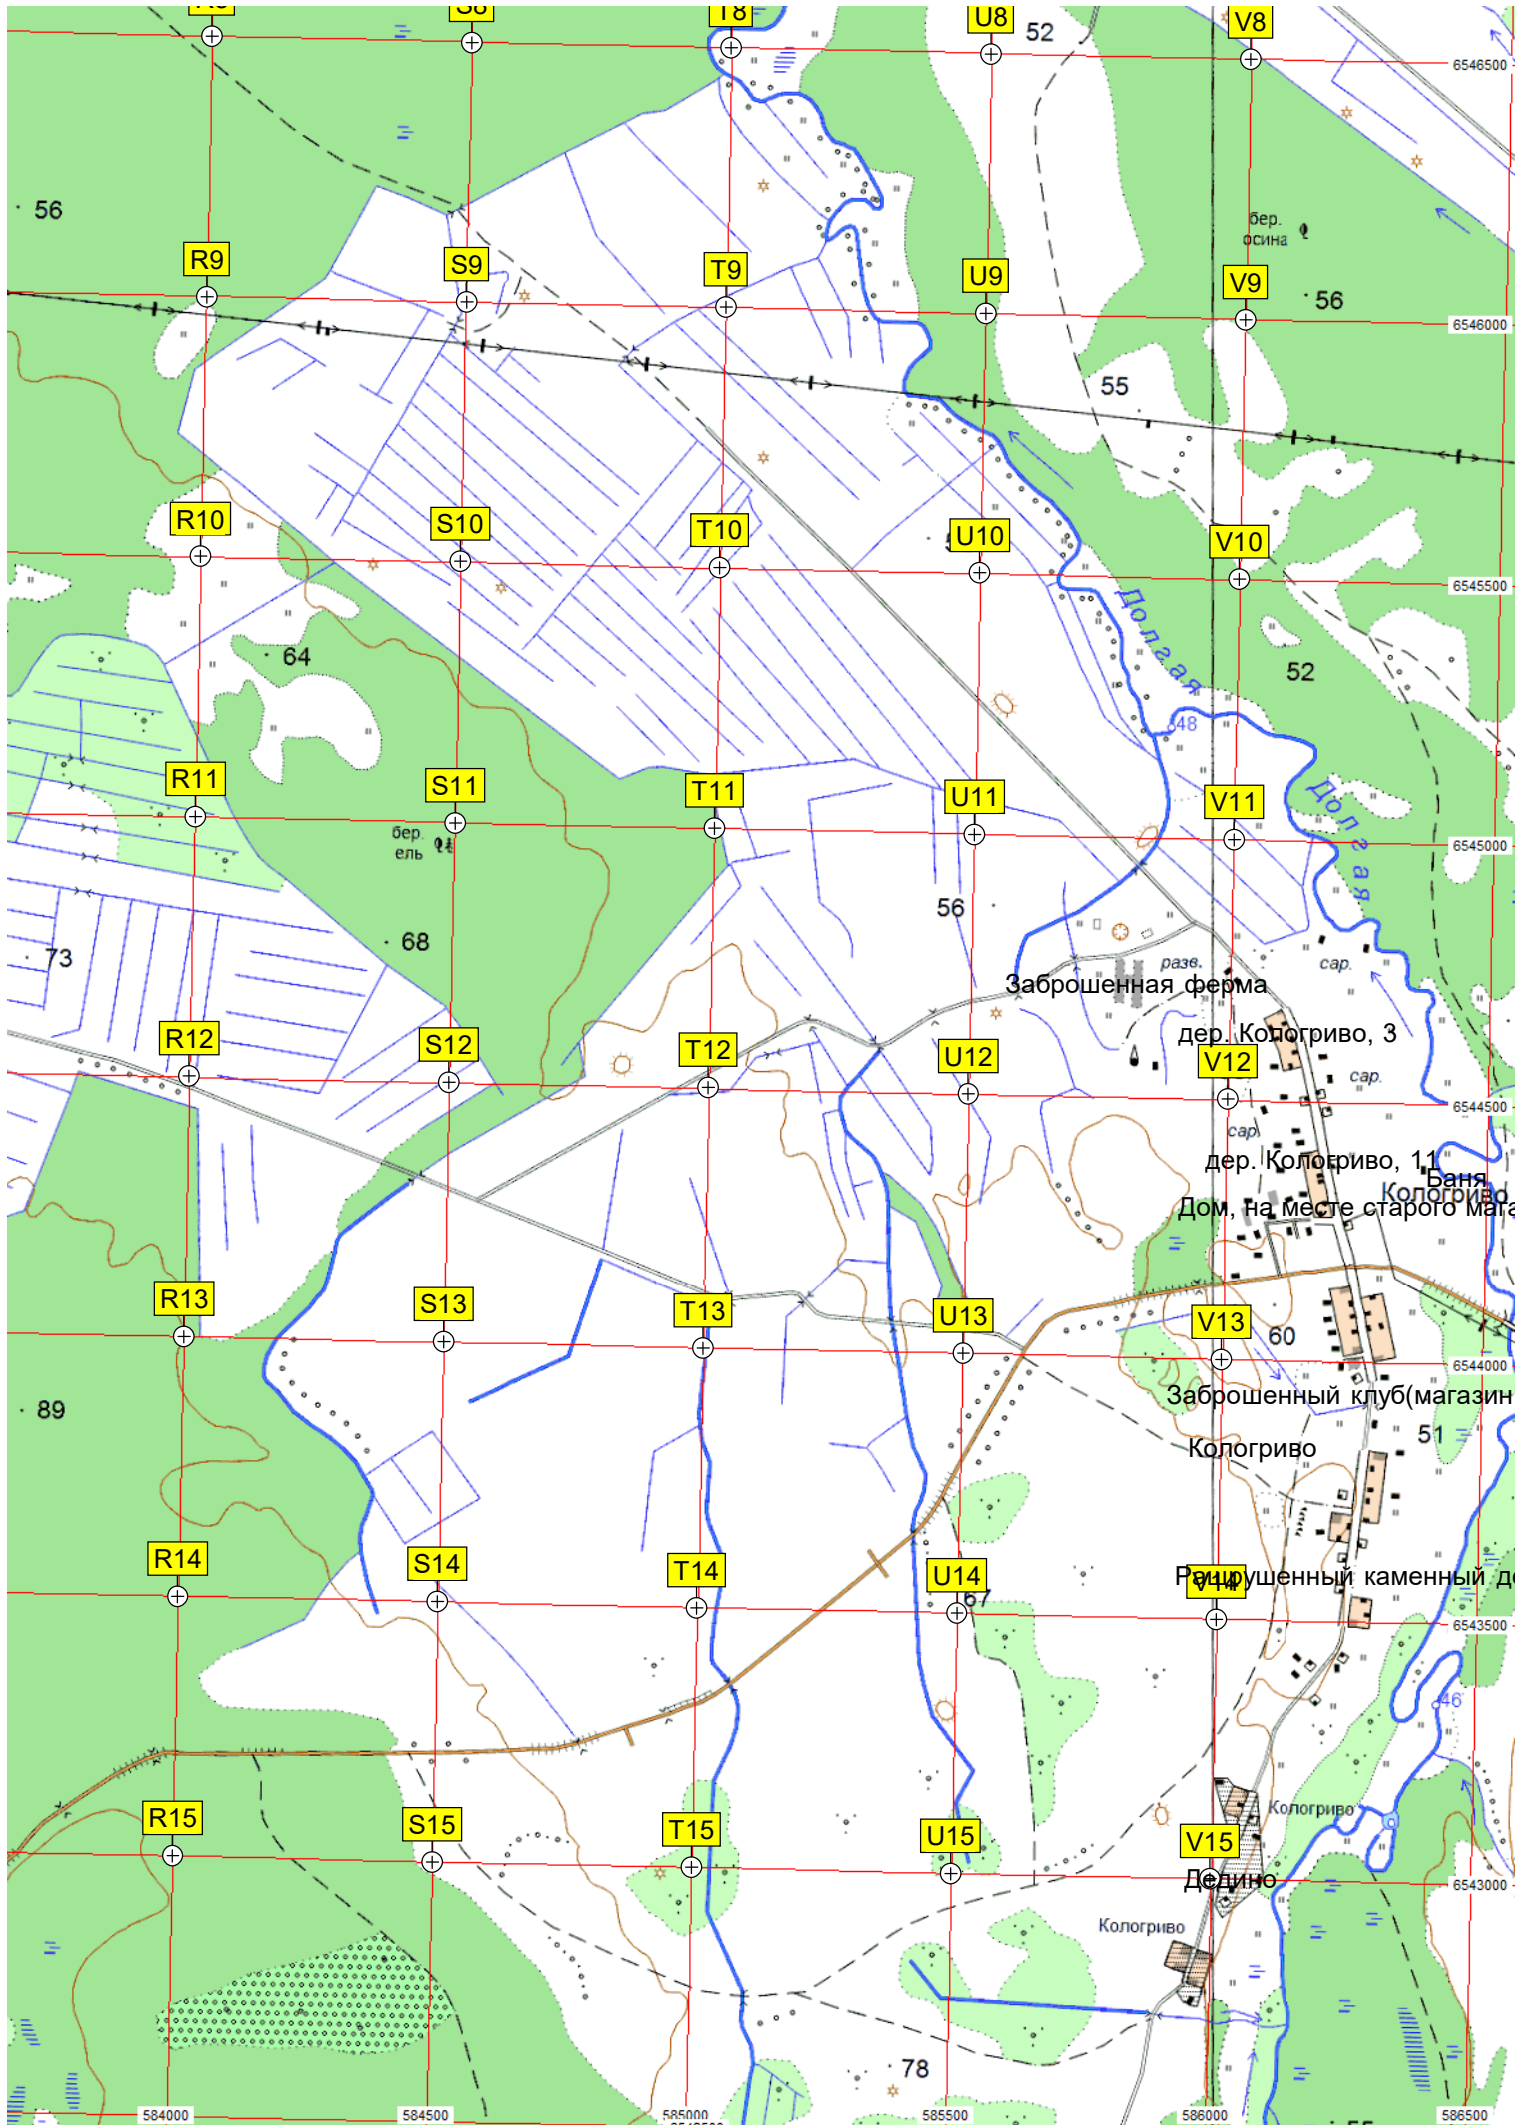 T8
U8
V8
52
6546500
56
бер.
осина
R9
S9
T9
U9
V9
56
6546000
55
R10
S10
T10
U10
V10
6545500
Долгая
64
52
48
R11
S11
T11
U11
V11
Долгая
бер.
ель
6545000
56
68
73
разв.
сар.
Заброшенная ферма
дер. Кологриво, 3
R12
S12
T12
U12
V12
сар.
6544500
сар.
дер. Кологриво, 11
Баня
Кологриво
Дом, на месте старого мага
R13
S13
T13
U13
V13
60
6544000
89
Заброшенный клуб(магазин
51
Кологриво
R14
S14
T14
U14
V14
67
6543500
46
Кологриво
R15
S15
T15
U15
V15
Дедино
6543000
Кологриво
78
584000
584500
585000
585500
586000
586500